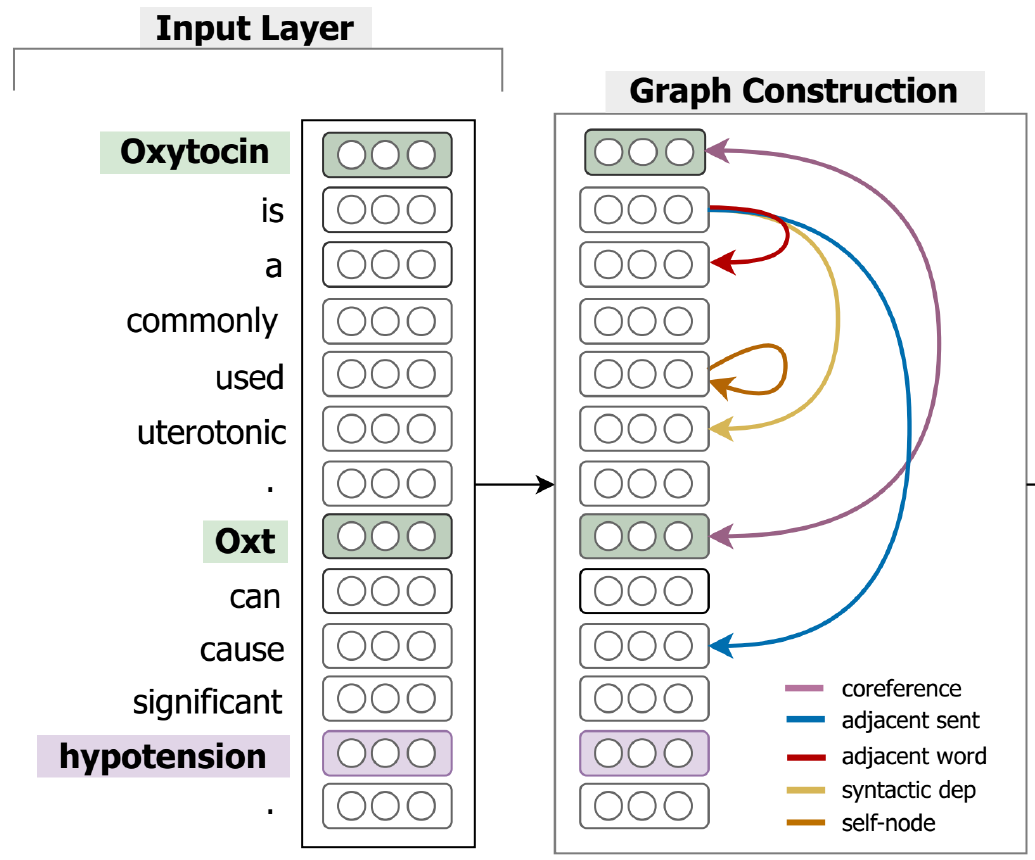 Input Layer
Graph Construction
Oxytocin
is
a
commonly
used
uterotonic
.
Oxt
can
cause
significant
hypotension
.
coreference
adjacent sent
adjacent word
syntactic dep
self-node